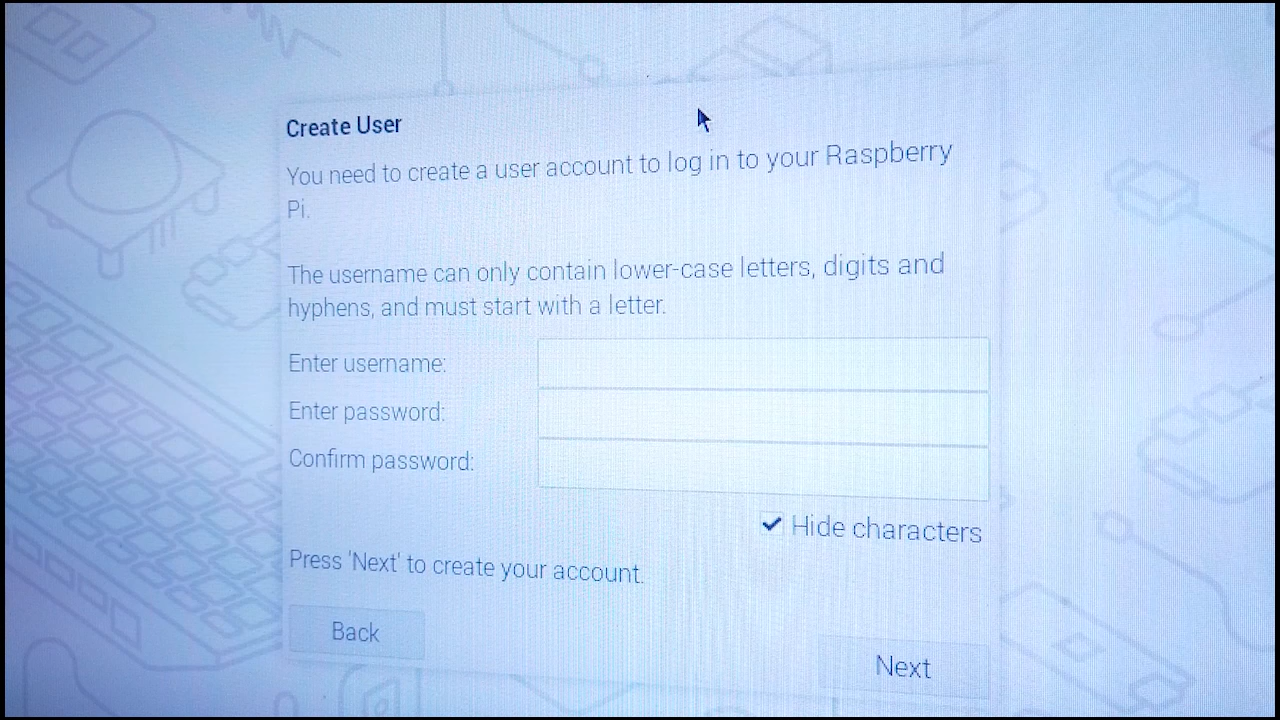 Create User
You need to create a user account to log in to your Raspberry
Pi.
The username can only contain lower-case letters, digits and
hyphens, and must start with a letter.
Enter username:
Enter password:
Confirm password:
Hide characters
Press 'Next' to create your account.
Back
Next